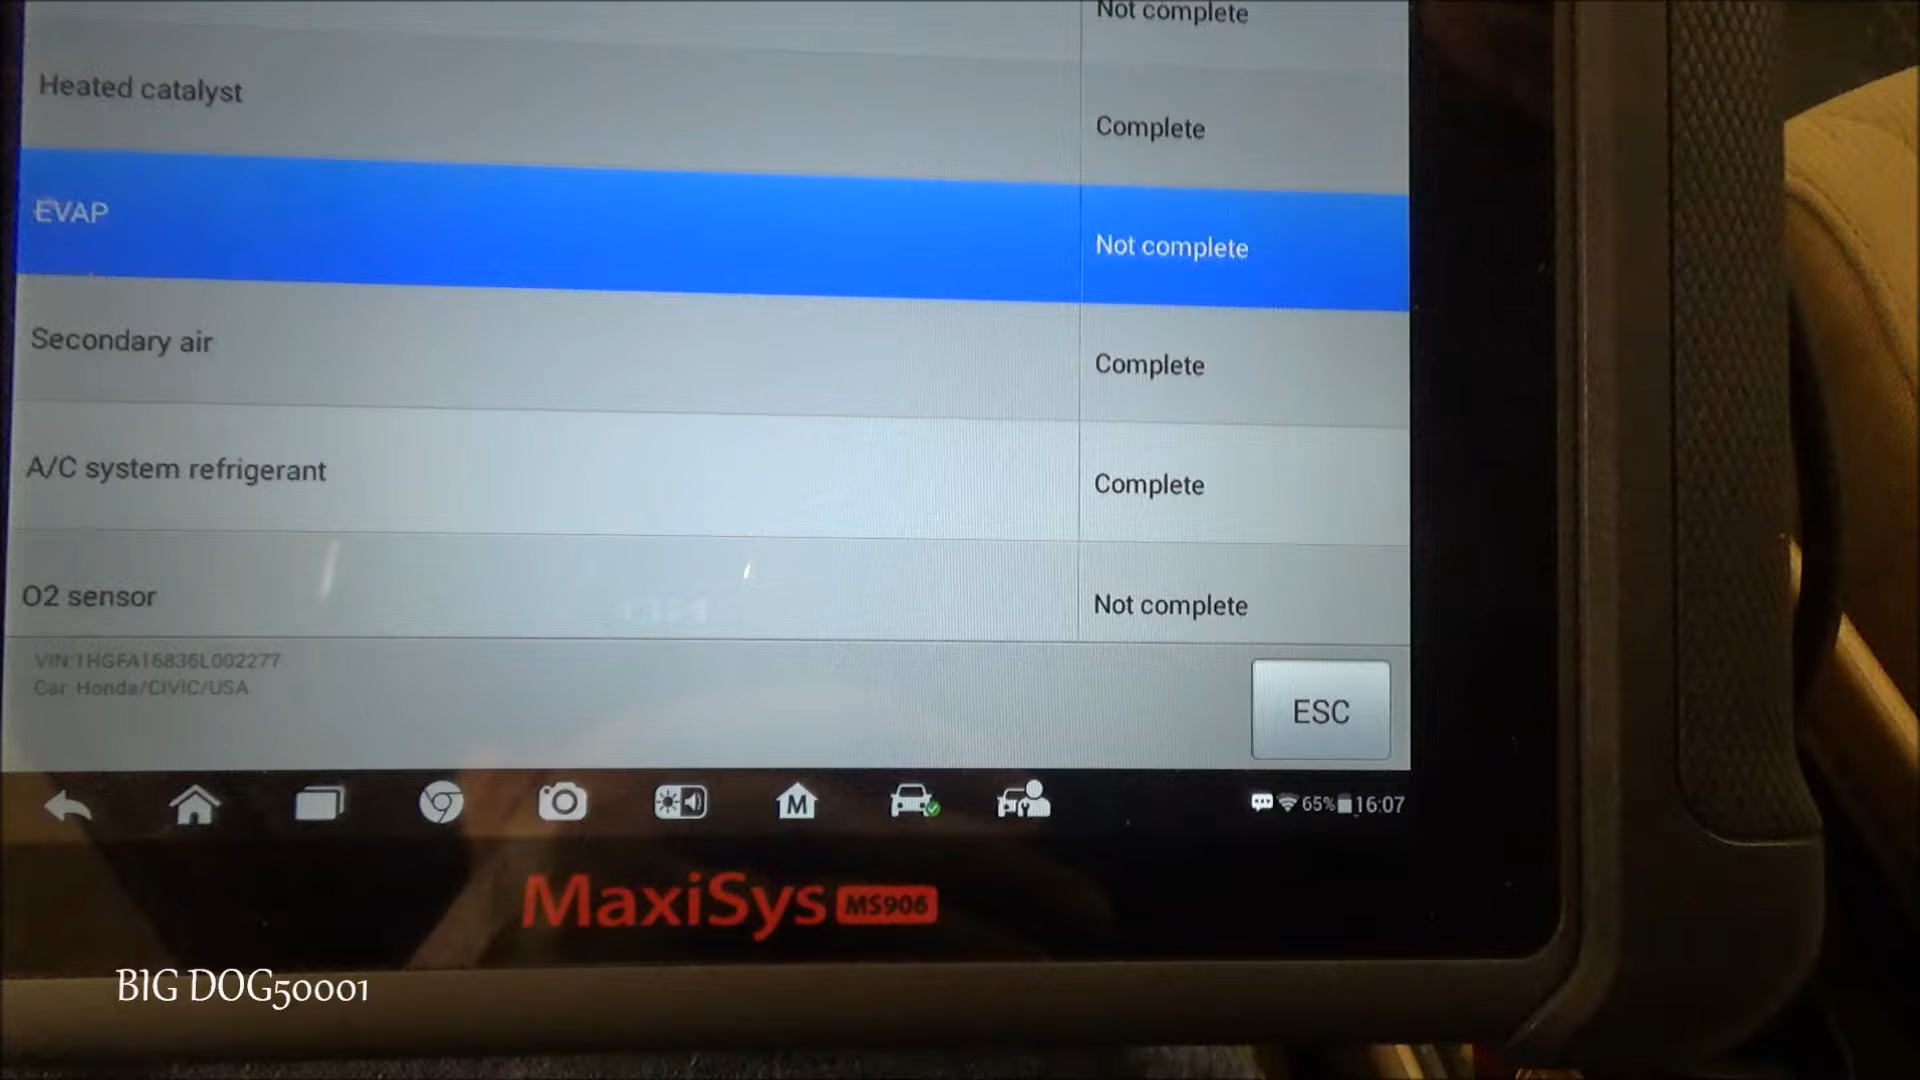 Not complete
Heated catalyst Complete
EVAP Not complete
Secondary air Complete
A/C system refrigerant Complete
O2 sensor Not complete
VIN:1HGFA16836L002277
Car: Honda/CIVIC/USA
ESC
M 65% 16:07
MaxiSys MS906
BIG DOG50001